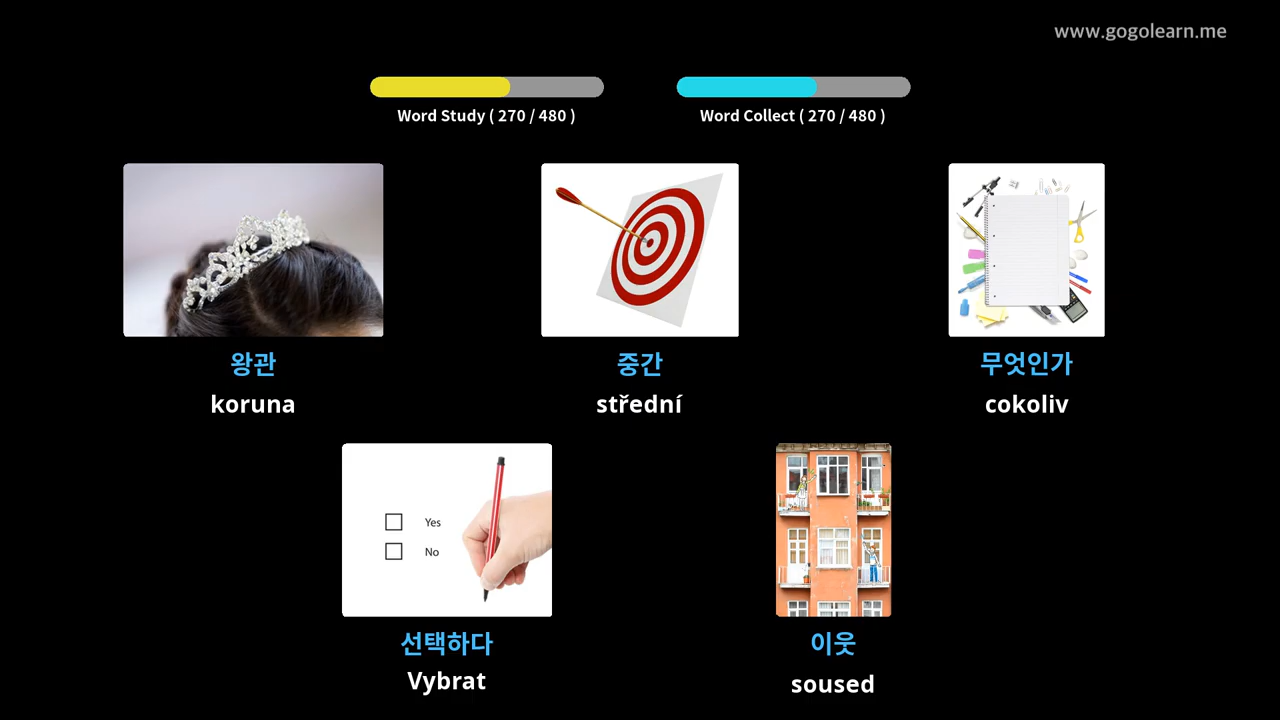 www.gogolearn.me
Word Study ( 270 / 480 )
Word Collect ( 270 / 480 )
왕관
koruna
중간
střední
무엇인가
cokoliv
Yes
No
선택하다
Vybrat
이웃
soused